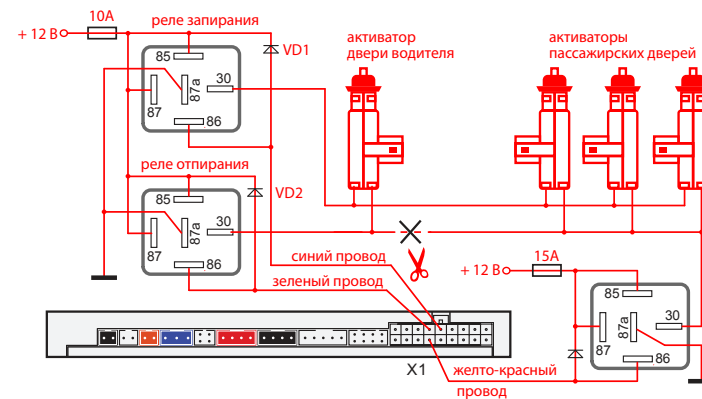 10А
реле запирания
+ 12 В
VD1
активатор
двери водителя
активаторы
пассажирских дверей
85
30
87a
87
86
реле отпирания
VD2
85
30
87a
87
86
синий провод
зеленый провод
+ 12 В
15А
85
30
87a
87
86
X1
желто-красный
провод